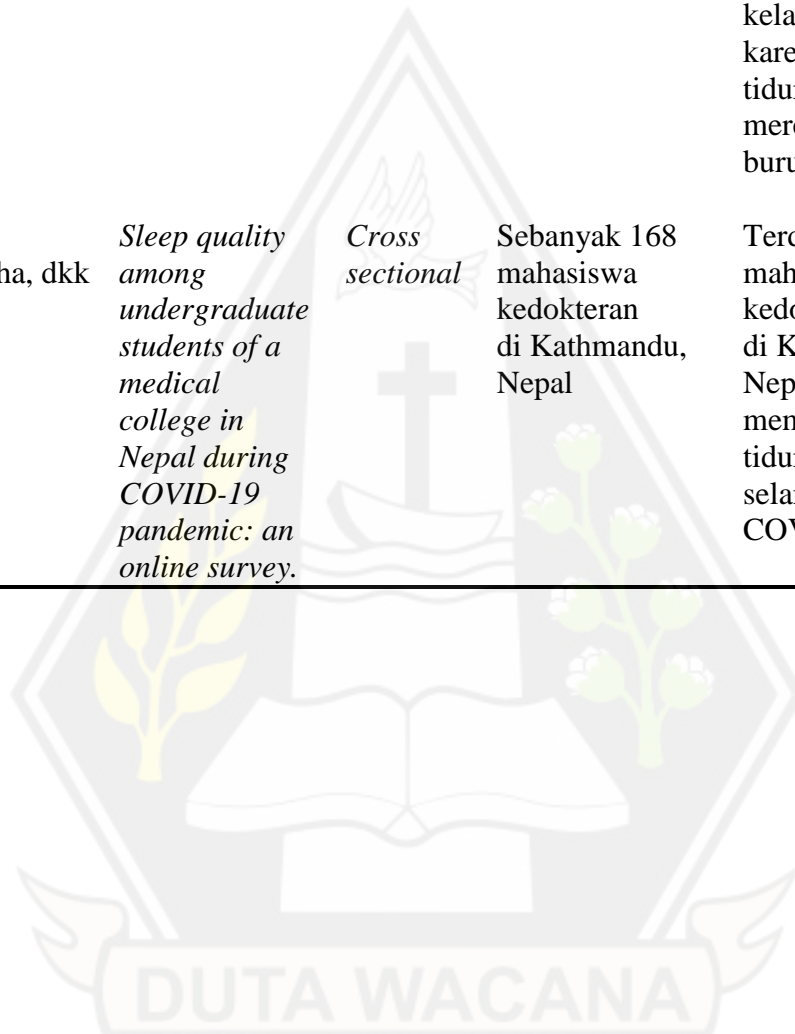 kela
kare
tidu
mer
buru
Sleep quality Cross Sebanyak 168
ha, dkk among sectional mahasiswa
undergraduate kedokteran
students of a di Kathmandu,
medical Nepal
college in
Nepal during
COVID-19
pandemic: an
online survey.
Ter
mah
kedo
di K
Nep
men
tidu
sela
COV
DUTA WACANA